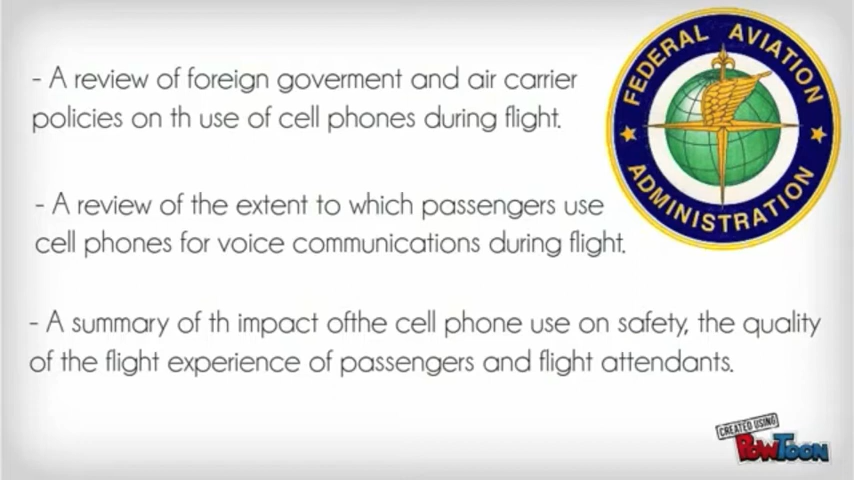 - A review of foreign goverment and air carrier
policies on th use of cell phones during flight.
FEDERAL AVIATION
ADMINISTRATION
- A review of the extent to which passengers use
cell phones for voice communications during flight.
- A summary of th impact ofthe cell phone use on safety, the quality
of the flight experience of passengers and flight attendants.
CREATED USING
POWTOON